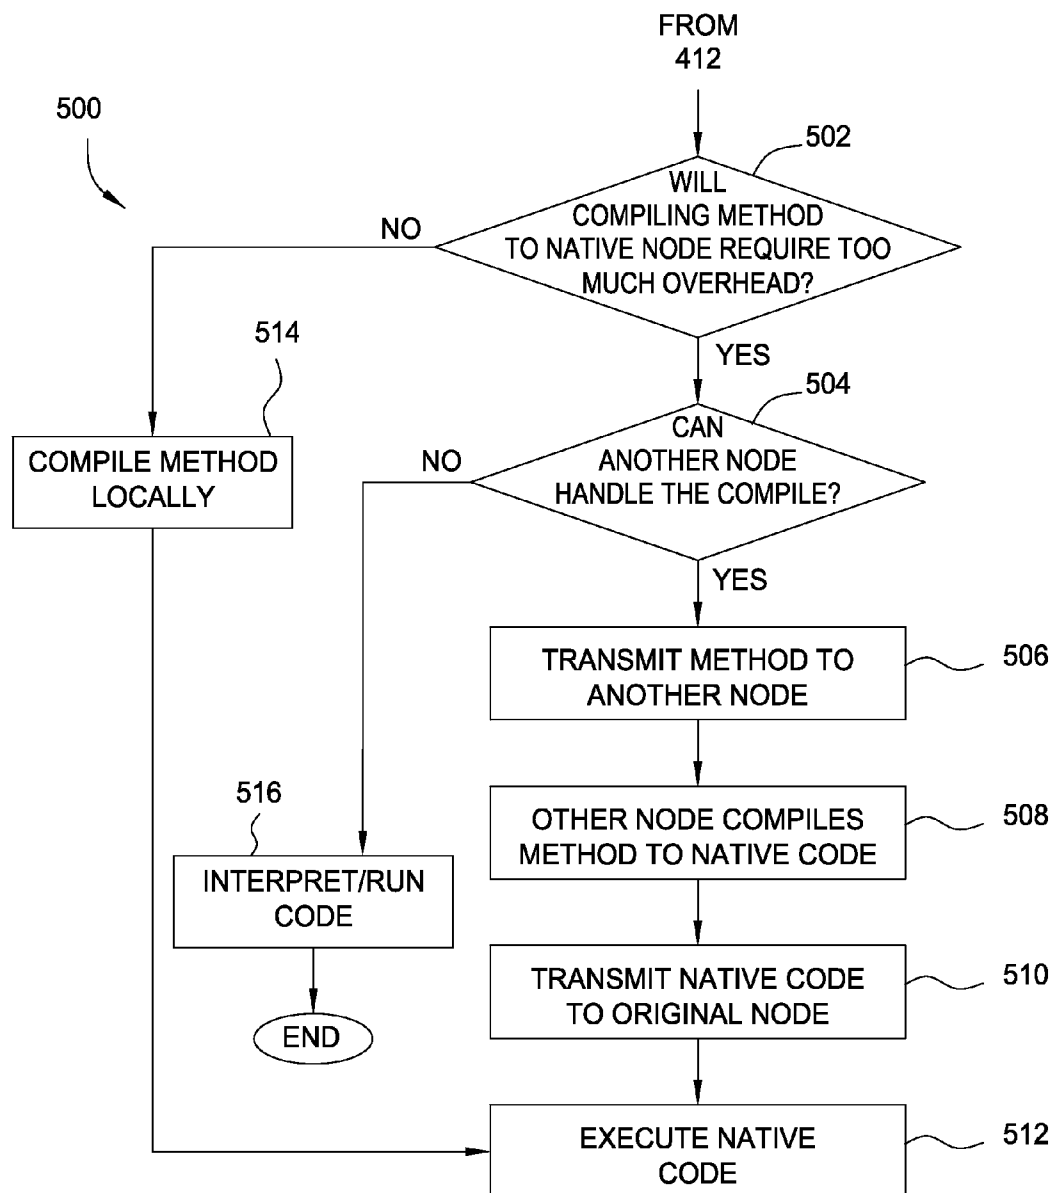 FROM
412
500
502
WILL
COMPILING METHOD
TO NATIVE NODE REQUIRE TOO
MUCH OVERHEAD?
NO
YES
514
COMPILE METHOD
LOCALLY
504
CAN
ANOTHER NODE
HANDLE THE COMPILE?
NO
YES
TRANSMIT METHOD TO
ANOTHER NODE
506
OTHER NODE COMPILES
METHOD TO NATIVE CODE
508
516
INTERPRET/RUN
CODE
END
TRANSMIT NATIVE CODE
TO ORIGINAL NODE
510
EXECUTE NATIVE
CODE
512